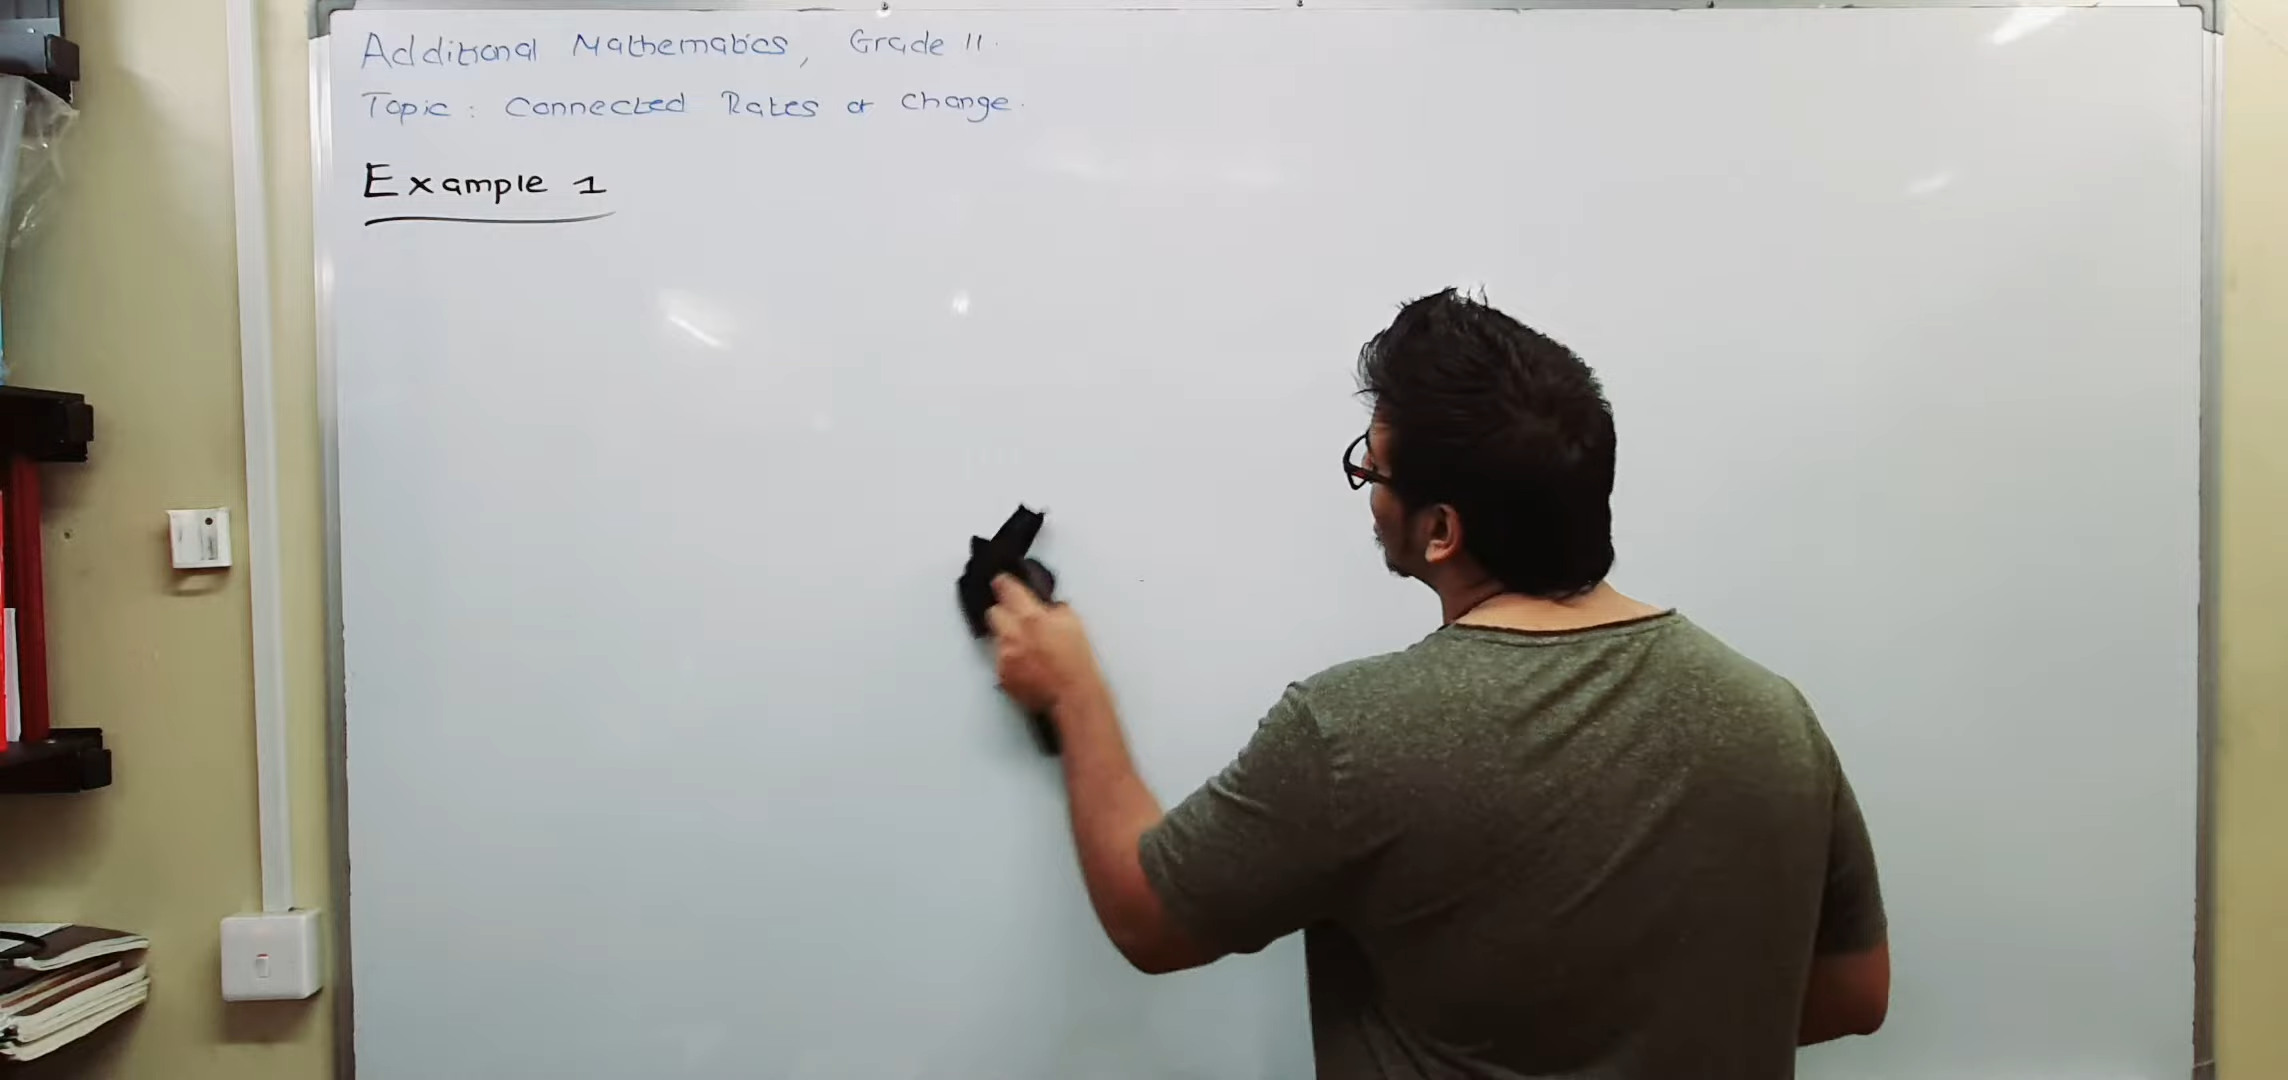 Additional Mathematics, Grade 11.
Topic : Connected Rates of Change.
Example 1